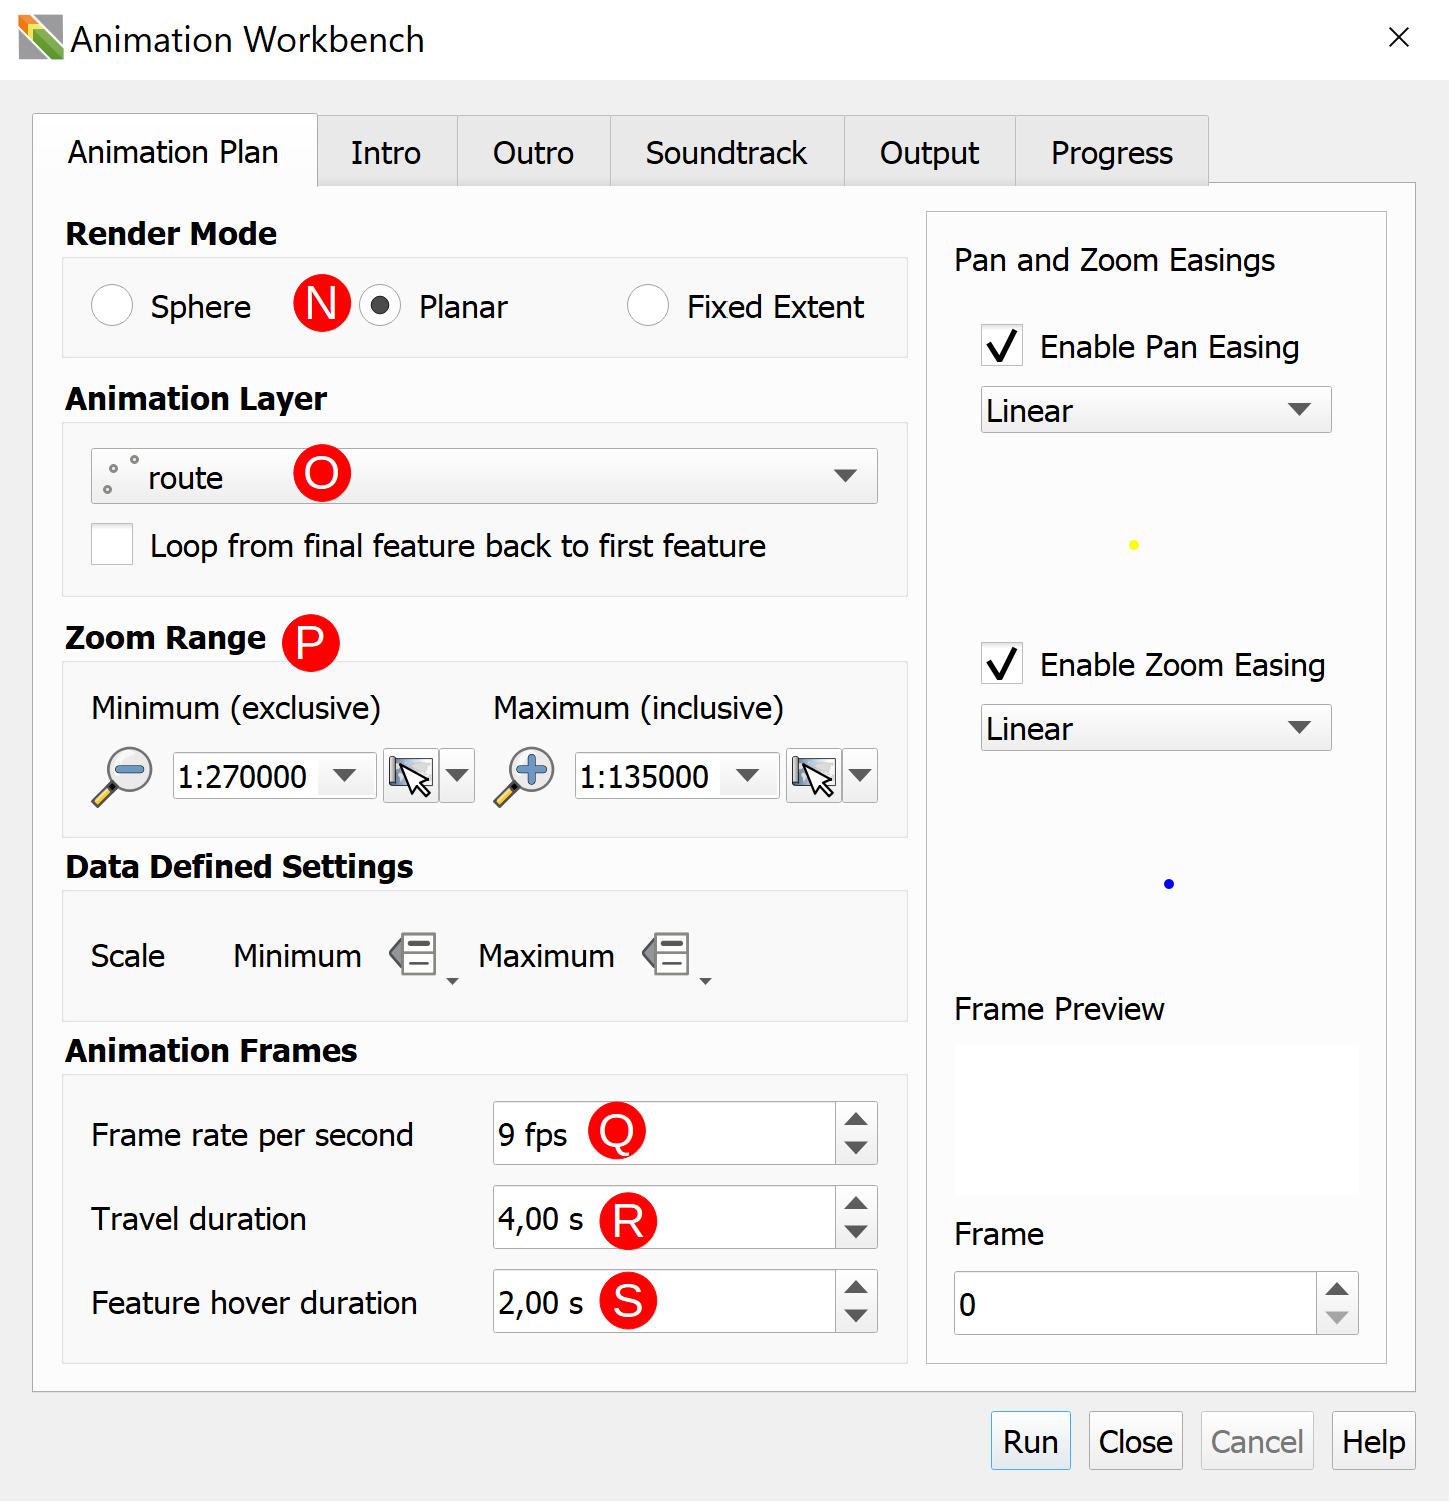 Animation Workbench
Animation Plan Intro Outro Soundtrack Output Progress
Render Mode
Sphere N Planar Fixed Extent
Animation Layer
route O
Loop from final feature back to first feature
Zoom Range P
Minimum (exclusive) Maximum (inclusive)
1:270000 1:135000
Data Defined Settings
Scale Minimum Maximum
Animation Frames
Frame rate per second 9 fps Q
Travel duration 4,00 s R
Feature hover duration 2,00 s S
Pan and Zoom Easings
Enable Pan Easing
Linear
Enable Zoom Easing
Linear
Frame Preview
Frame
0
Run Close Cancel Help